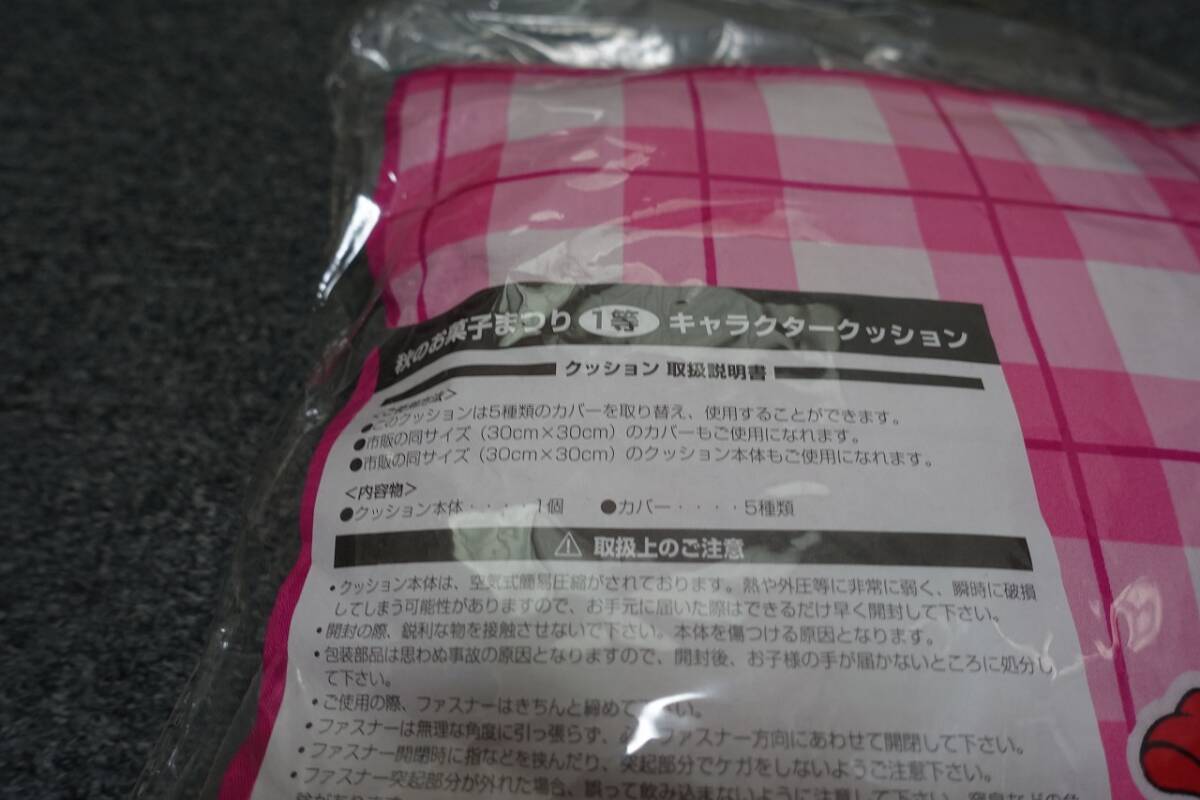 秋のお菓子まつり 1等 キャラクタークッション
クッション 取扱説明書
＜ご使用方法＞
●このクッションは5種類のカバーを取り替え、使用することができます。
●市販の同サイズ（30cm×30cm）のカバーもご使用になれます。
●市販の同サイズ（30cm×30cm）のクッション本体もご使用になれます。
＜内容物＞
●クッション本体・・・・1個 ●カバー・・・・5種類
⚠ 取扱上のご注意
・クッション本体は、空気式簡易圧縮がされております。熱や外圧等に非常に弱く、瞬時に破損
してしまう可能性がありますので、お手元に届いた際はできるだけ早く開封して下さい。
・開封の際、鋭利な物を接触させないで下さい。本体を傷つける原因となります。
・包装部品は思わぬ事故の原因となりますので、開封後、お子様の手が届かないところに処分し
て下さい。
・ご使用の際、ファスナーはきちんと締めて下さい。
・ファスナーは無理な角度に引っ張らず、ファスナー方向にあわせて開閉して下さい。
・ファスナー開閉時に指などを挟んだり、突起部分でケガをしないようご注意下さい。
・ファスナー突起部分が外れた場合、誤って飲み込まないように注意して下さい。